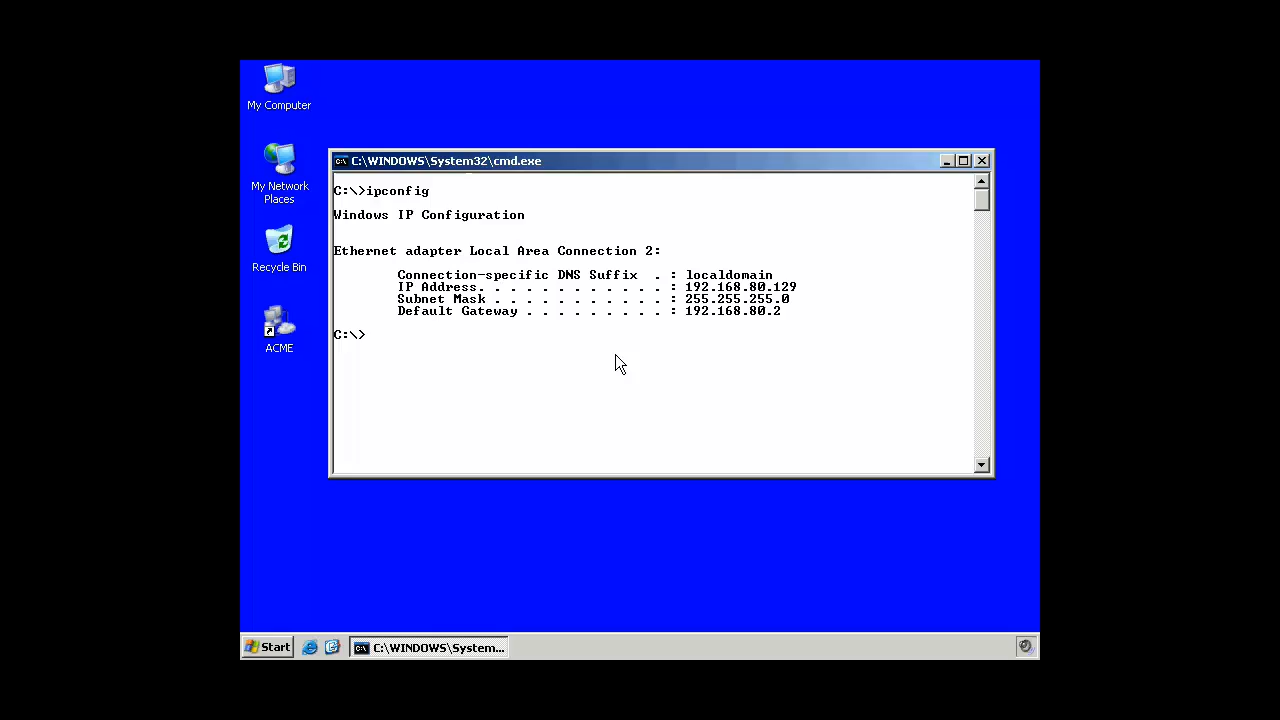 My Computer
My Network
Places
Recycle Bin
ACME
C:\WINDOWS\System32\cmd.exe
C:\>ipconfig
Windows IP Configuration
Ethernet adapter Local Area Connection 2:
Connection-specific DNS Suffix  . : localdomain
IP Address. . . . . . . . . . . . : 192.168.80.129
Subnet Mask . . . . . . . . . . . : 255.255.255.0
Default Gateway . . . . . . . . . : 192.168.80.2
C:\>
Start
C:\WINDOWS\System...